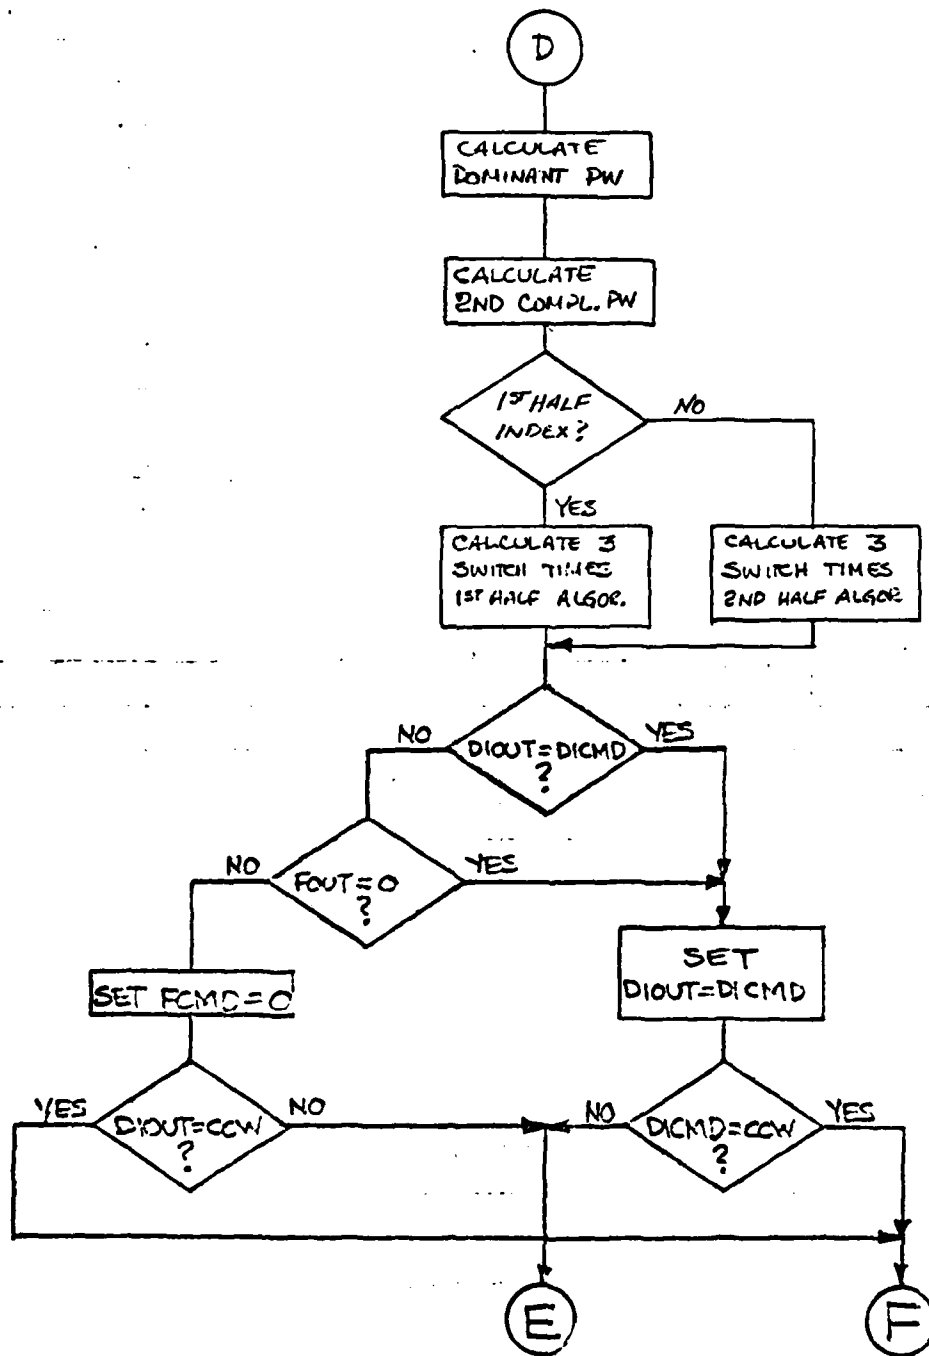 D
CALCULATE
DOMINANT PW
CALCULATE
2ND COMPL. PW
1ST HALF
INDEX?
NO
YES
CALCULATE 3
SWITCH TIMES
1ST HALF ALGOR.
CALCULATE 3
SWITCH TIMES
2ND HALF ALGOR
NO
DIOUT=DICMD
?
YES
NO
FOUT=0
?
YES
SET FCMD=0
SET
DIOUT=DICMD
YES
DIOUT=CCW
?
NO
NO
DICMD=CCW
?
YES
E
F